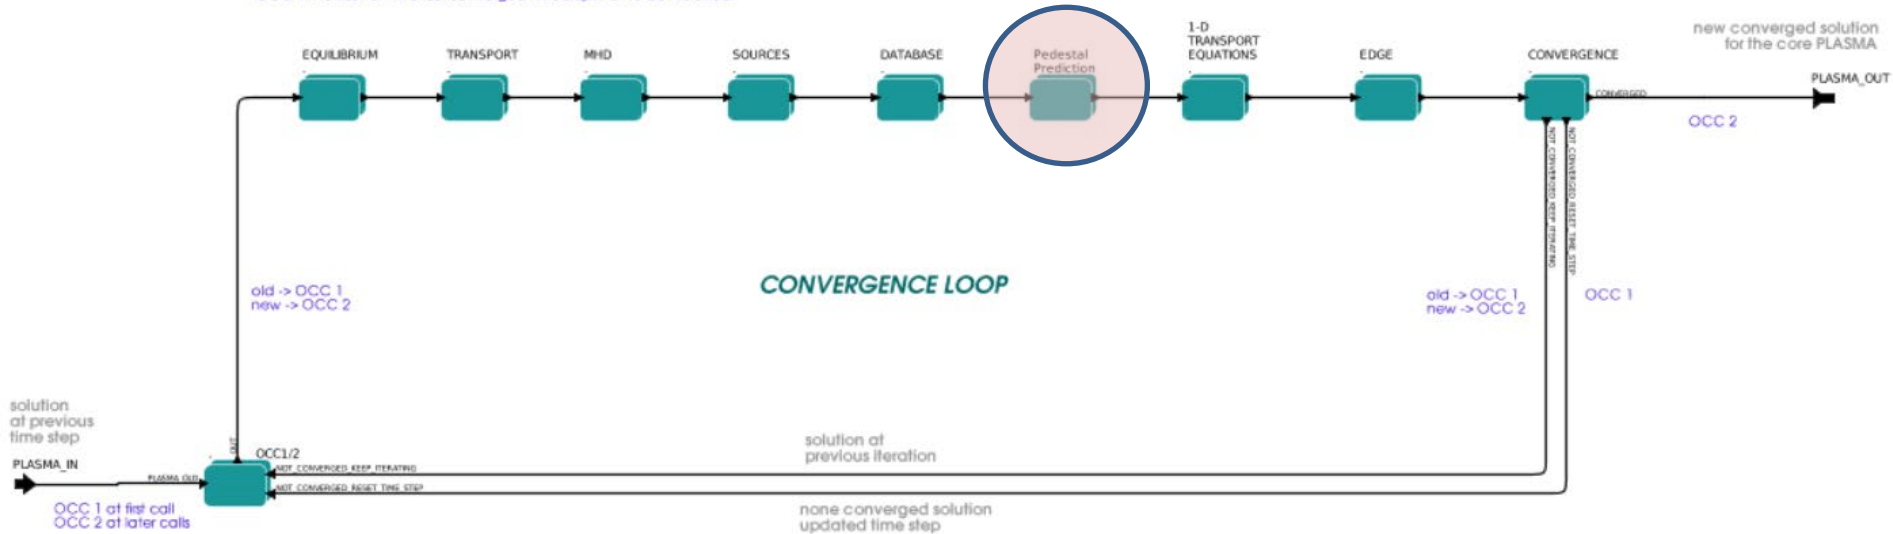 EQUILIBRIUM
TRANSPORT
MHD
SOURCES
DATABASE
Pedestal
Prediction
1-D
TRANSPORT
EQUATIONS
EDGE
CONVERGENCE
new converged solution
for the core PLASMA
PLASMA_OUT
CONVERGED
OCC 2
NOT_CONVERGED_KEEP_ITERATING
NOT_CONVERGED_RESET_TIME_STEP
old -> OCC 1
new -> OCC 2
CONVERGENCE LOOP
old -> OCC 1
new -> OCC 2
OCC 1
solution
at previous
time step
PLASMA_IN
PLASMA_OLD
OUT
OCC1/2
NOT_CONVERGED_KEEP_ITERATING
NOT_CONVERGED_RESET_TIME_STEP
solution at
previous iteration
OCC 1 at first call
OCC 2 at later calls
none converged solution
updated time step